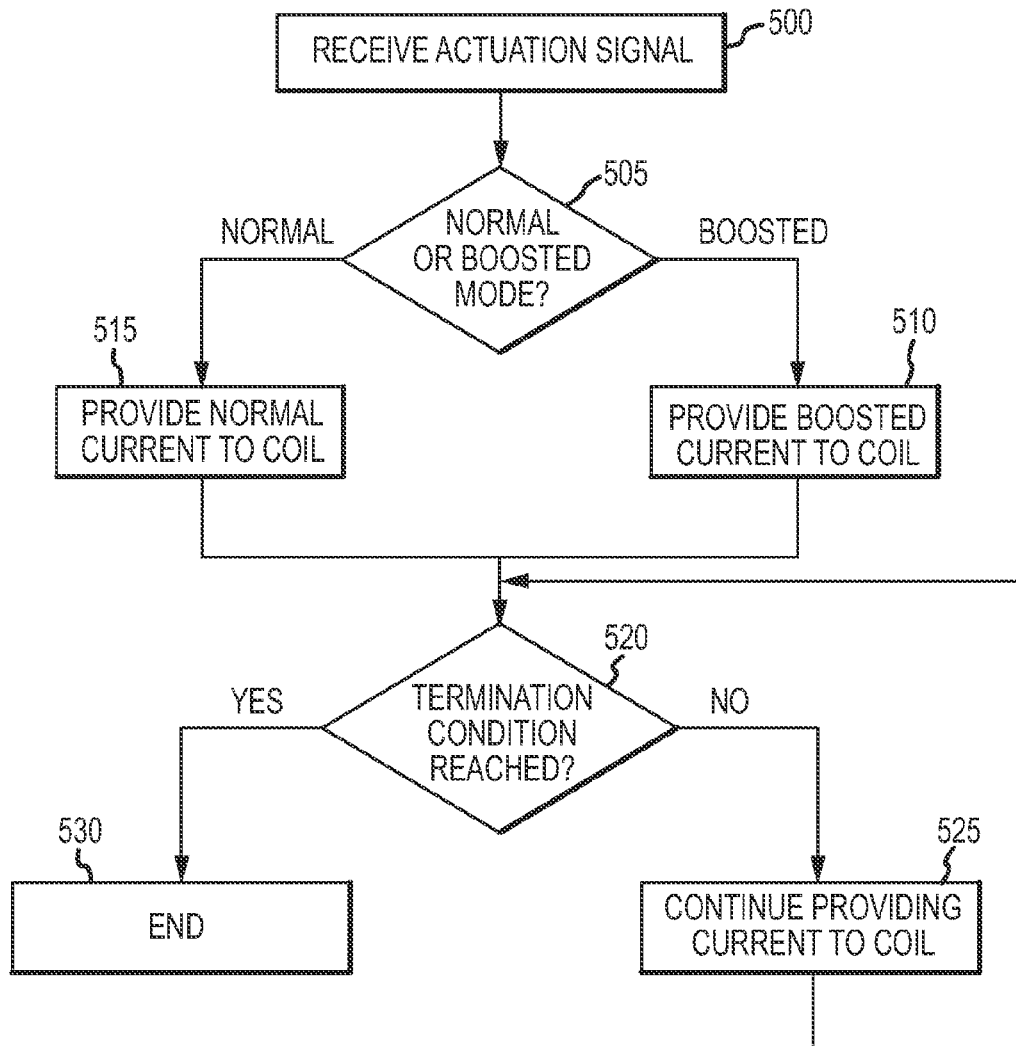 500
RECEIVE ACTUATION SIGNAL
505
NORMAL
NORMAL
OR BOOSTED
MODE?
BOOSTED
515
PROVIDE NORMAL
CURRENT TO COIL
510
PROVIDE BOOSTED
CURRENT TO COIL
520
YES
TERMINATION
CONDITION
REACHED?
NO
530
END
525
CONTINUE PROVIDING
CURRENT TO COIL